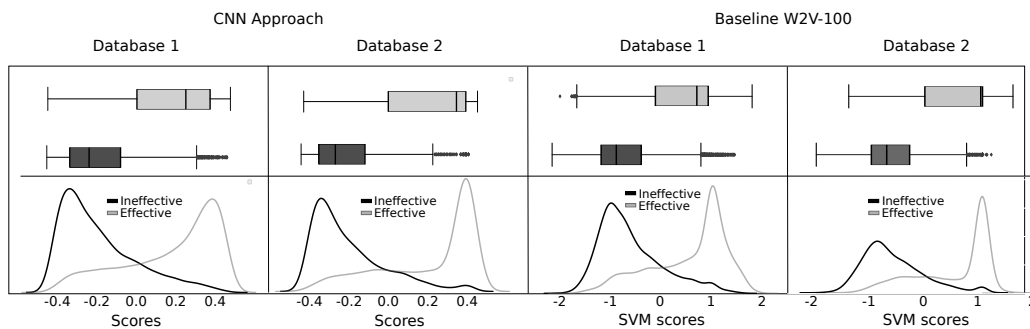 CNN Approach Baseline W2V-100
Database 1 Database 2 Database 1 Database 2
Ineffective Ineffective Ineffective Ineffective
Effective Effective Effective Effective
-0.4 -0.2 0.0 0.2 0.4 -0.4 -0.2 0.0 0.2 0.4 -2 -1 0 1 2 -2 -1 0 1 2
Scores Scores SVM scores SVM scores